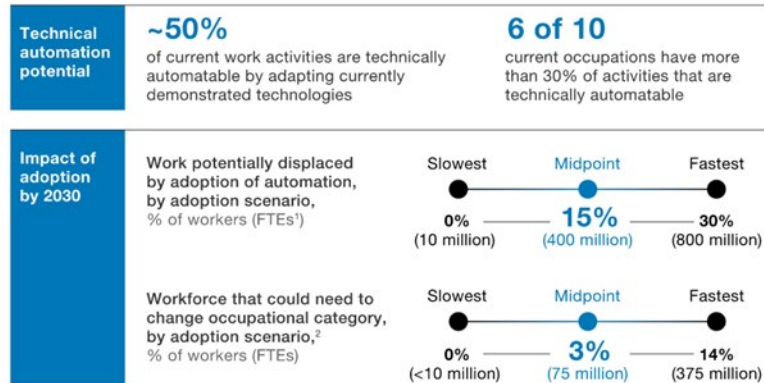 Technical
automation
potential
~50%
of current work activities are technically
automatable by adapting currently
demonstrated technologies
6 of 10
current occupations have more
than 30% of activities that are
technically automatable
Impact of
adoption
by 2030
Work potentially displaced
by adoption of automation,
by adoption scenario,
% of workers (FTEs¹)
Slowest Midpoint Fastest
0% 15% 30%
(10 million) (400 million) (800 million)
Workforce that could need to
change occupational category,
by adoption scenario,²
% of workers (FTEs)
Slowest Midpoint Fastest
0% 3% 14%
(<10 million) (75 million) (375 million)